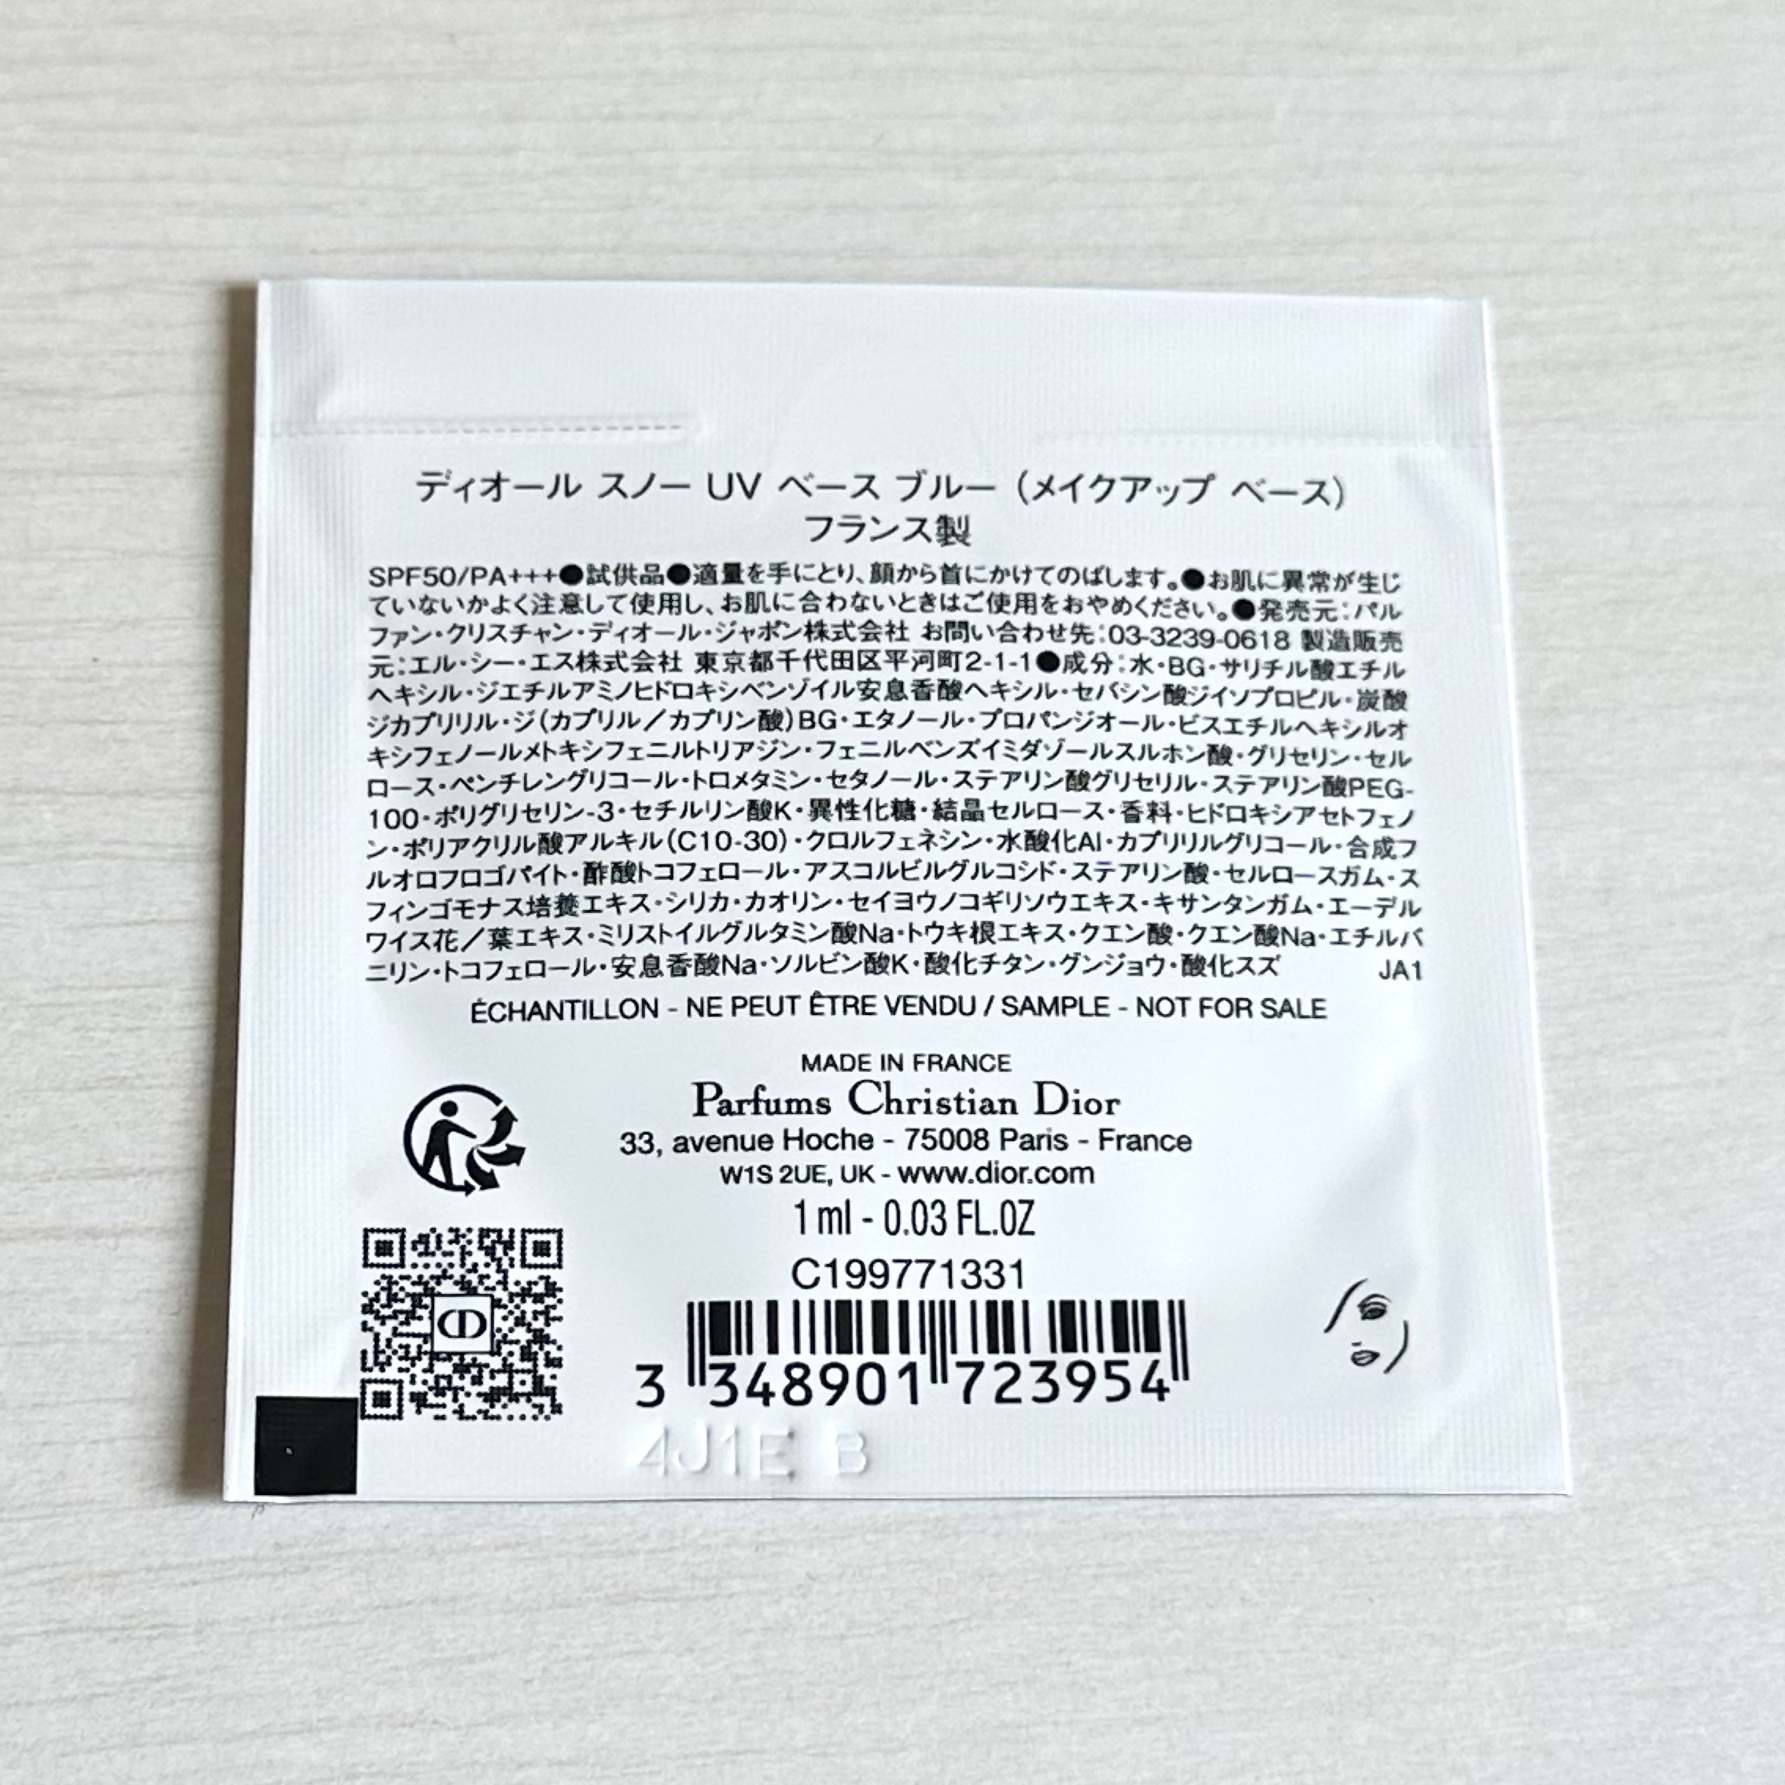 ディオール スノー UV ベース ブルー (メイクアップ ベース)
フランス製
SPF50/PA+++●試供品●適量を手にとり、顔から首にかけてのばします。●お肌に異常が生じ
ていないかよく注意して使用し、お肌に合わないときはご使用をおやめください。●発売元:パル
ファン・クリスチャン・ディオール・ジャポン株式会社 お問い合わせ先:03-3239-0618 製造販売
元:エル・シー・エス株式会社 東京都千代田区平河町2-1-1●成分:水・BG・サリチル酸エチル
ヘキシル・ジエチルアミノヒドロキシベンゾイル安息香酸ヘキシル・セバシン酸ジイソプロピル・炭酸
ジカプリリル・ジ(カプリル/カプリン酸)BG・エタノール・プロパンジオール・ビスエチルヘキシルオ
キシフェノールメトキシフェニルトリアジン・フェニルベンズイミダゾールスルホン酸・グリセリン・セル
ロース・ペンチレングリコール・トロメタミン・セタノール・ステアリン酸グリセリル・ステアリン酸PEG-
100・ポリグリセリン-3・セチルリン酸K・異性化糖・結晶セルロース・香料・ヒドロキシアセトフェノ
ン・ポリアクリル酸アルキル(C10-30)・クロルフェネシン・水酸化Al・カプリリルグリコール・合成フ
ルオロフロゴパイト・酢酸トコフェロール・アスコルビルグルコシド・ステアリン酸・セルロースガム・ス
フィンゴモナス培養エキス・シリカ・カオリン・セイヨウノコギリソウエキス・キサンタンガム・エーデル
ワイス花/葉エキス・ミリストイルグルタミン酸Na・トウキ根エキス・クエン酸・クエン酸Na・エチルバ
ニリン・トコフェロール・安息香酸Na・ソルビン酸K・酸化チタン・グンジョウ・酸化スズ JA1
ÉCHANTILLON - NE PEUT ÊTRE VENDU / SAMPLE - NOT FOR SALE
MADE IN FRANCE
Parfums Christian Dior
33, avenue Hoche - 75008 Paris - France
W1S 2UE, UK - www.dior.com
1 ml - 0.03 FL.OZ
C199771331
CD
3 348901 723954
4J1E B